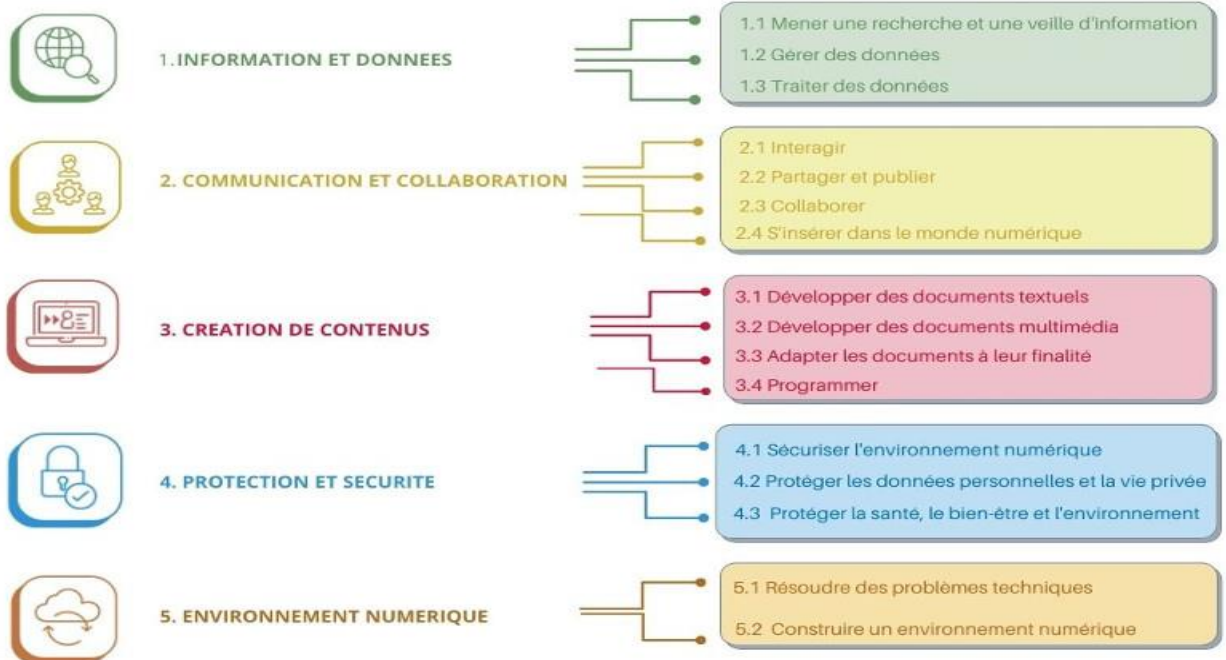 1. INFORMATION ET DONNEES
1.1 Mener une recherche et une veille d'information
1.2 Gérer des données
1.3 Traiter des données
2. COMMUNICATION ET COLLABORATION
2.1 Interagir
2.2 Partager et publier
2.3 Collaborer
2.4 S'insérer dans le monde numérique
3. CREATION DE CONTENUS
3.1 Développer des documents textuels
3.2 Développer des documents multimédia
3.3 Adapter les documents à leur finalité
3.4 Programmer
4. PROTECTION ET SECURITE
4.1 Sécuriser l'environnement numérique
4.2 Protéger les données personnelles et la vie privée
4.3 Protéger la santé, le bien-être et l'environnement
5. ENVIRONNEMENT NUMERIQUE
5.1 Résoudre des problèmes techniques
5.2 Construire un environnement numérique